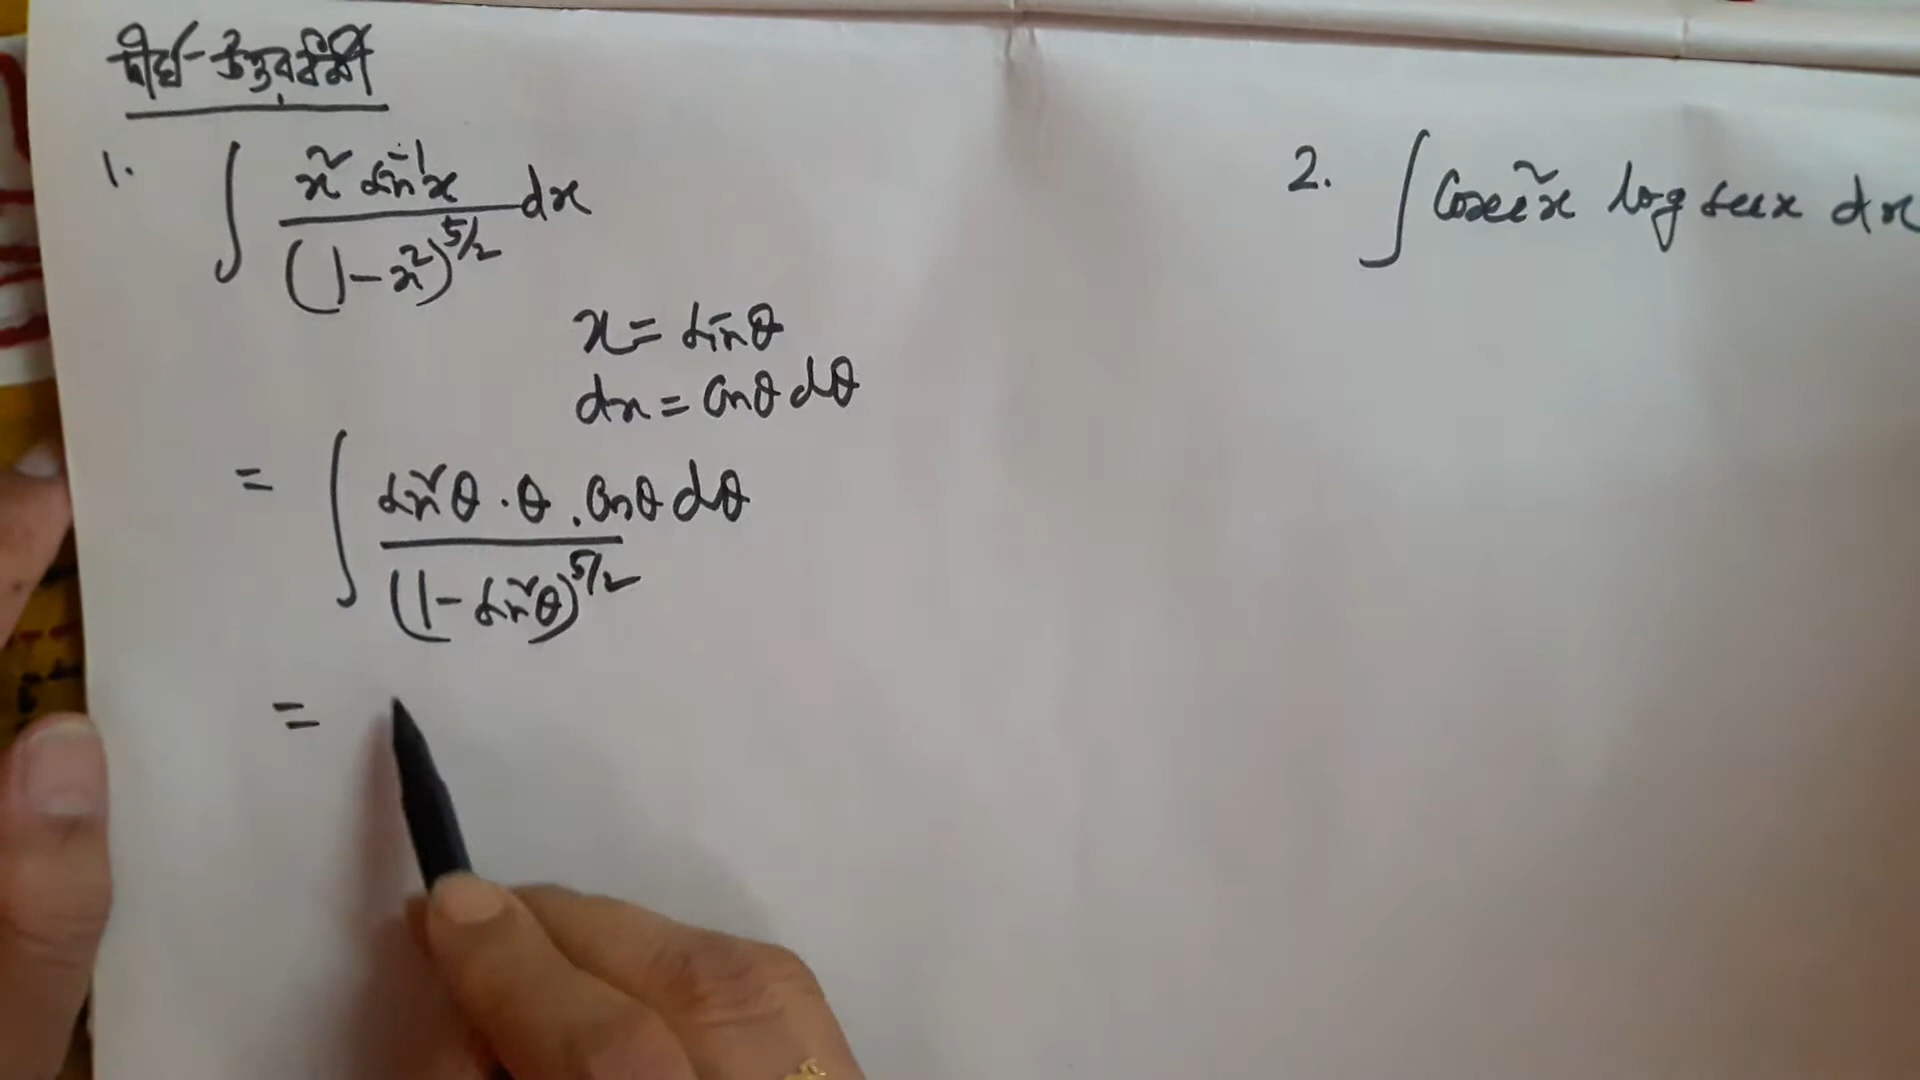 দীর্ঘ-উত্তরধর্মী
1. ∫ x² sin⁻¹x / (1-x²)^5/2 dx
x = sinθ
dx = cosθ dθ
= ∫ sin²θ · θ . cosθ dθ / (1- sin²θ)^5/2
=
2. ∫ Cosec²x log secx dx